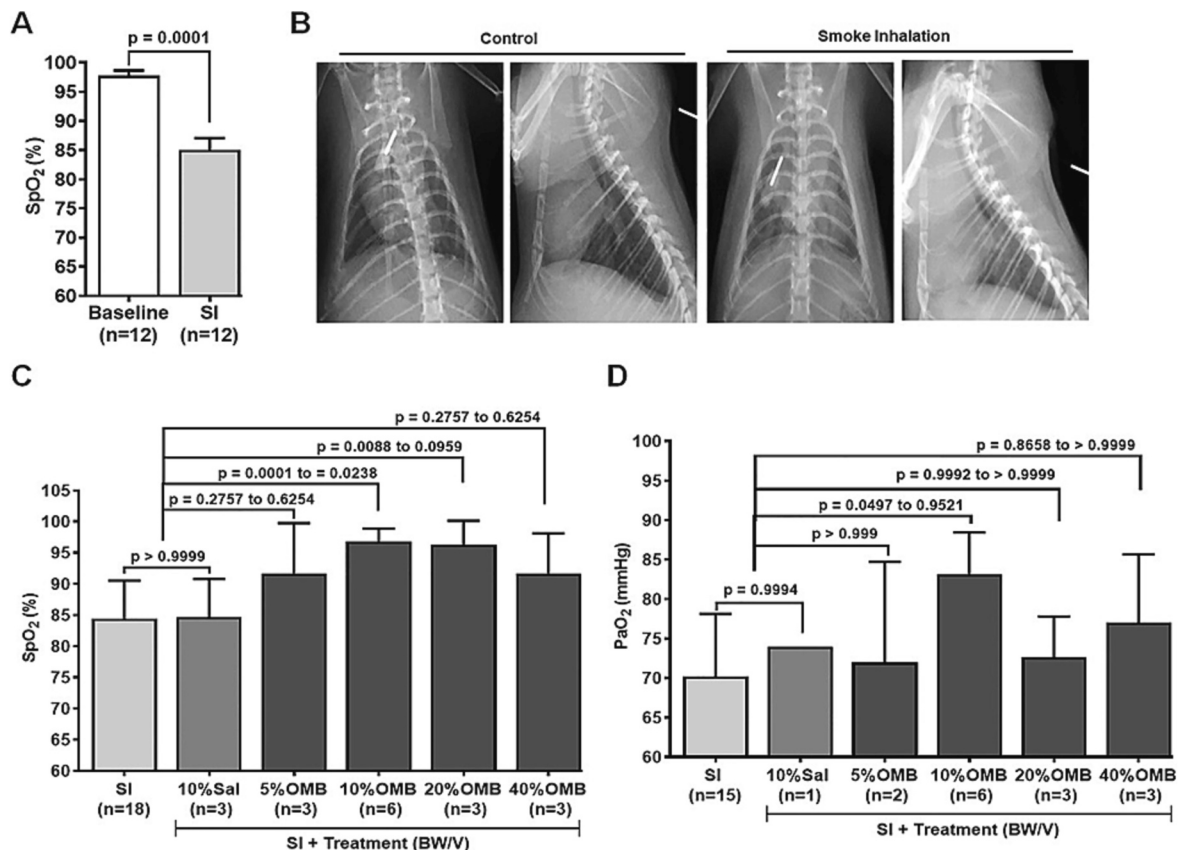 A
p = 0.0001
100
95
90
85
80
75
70
65
60
SpO2 (%)
Baseline
(n=12)
SI
(n=12)
B
Control
Smoke Inhalation
C
p = 0.2757 to 0.6254
p = 0.0088 to 0.0959
p = 0.0001 to = 0.0238
p = 0.2757 to 0.6254
p > 0.9999
105
100
95
90
85
80
75
70
65
60
SpO2 (%)
SI
(n=18)
10%Sal
(n=3)
5%OMB
(n=3)
10%OMB
(n=6)
20%OMB
(n=3)
40%OMB
(n=3)
SI + Treatment (BW/V)
D
p = 0.8658 to > 0.9999
p = 0.9992 to > 0.9999
p = 0.0497 to 0.9521
p > 0.999
p = 0.9994
100
95
90
85
80
75
70
65
60
PaO2 (mmHg)
SI
(n=15)
10%Sal
(n=1)
5%OMB
(n=2)
10%OMB
(n=6)
20%OMB
(n=3)
40%OMB
(n=3)
SI + Treatment (BW/V)